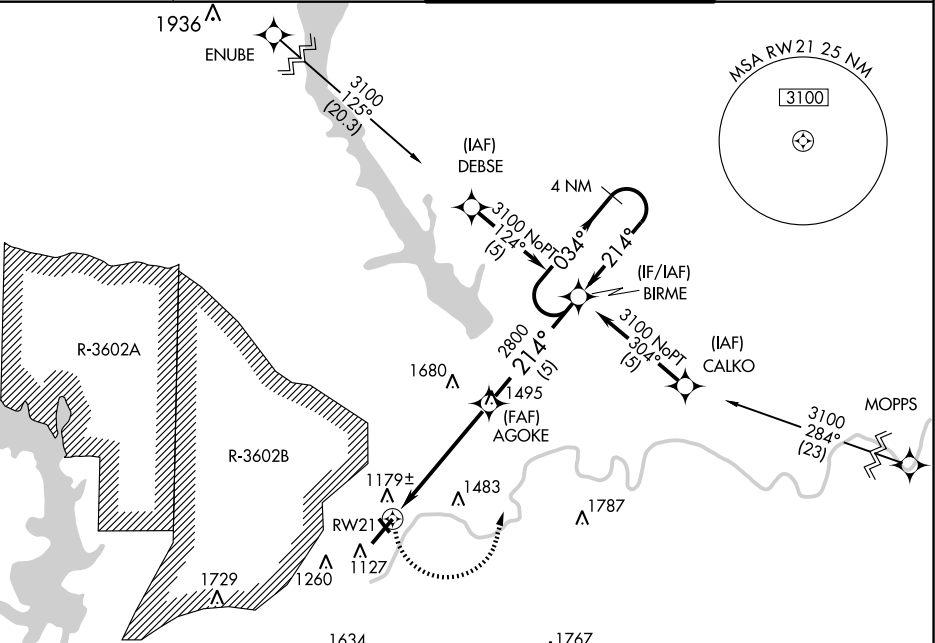 1936
ENUBE
3100
125°
(20.3)
MSA RW21 25 NM
3100
(IAF)
DEBSE
4 NM
3100 NoPT
124°
(5)
034°
214°
(IF/IAF)
BIRME
3100 NoPT
304°
(5)
(IAF)
CALKO
2800
214°
(5)
R-3602A
1680
1495
(FAF)
AGOKE
MOPPS
3100
284°
(23)
R-3602B
1179±
1483
1787
RW21
1127
1260
1729
1634
1767